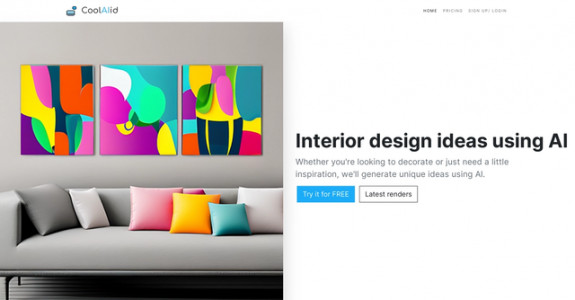 CoolAIid
HOME PRICING SIGN UP/ LOGIN
Interior design ideas using AI
Whether you're looking to decorate or just need a little
inspiration, we'll generate unique ideas using AI.
Try it for FREE Latest renders